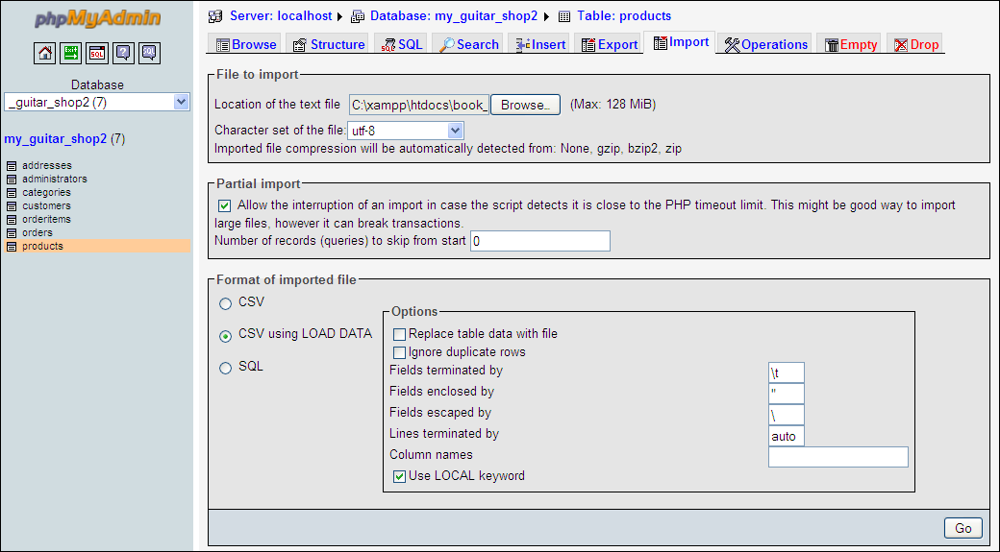 phpMyAdmin
EXIT
SQL
?
SQL
Database
_guitar_shop2 (7)
my_guitar_shop2 (7)
addresses
administrators
categories
customers
orderitems
orders
products
Server: localhost Database: my_guitar_shop2 Table: products
Browse Structure SQL Search Insert Export Import Operations Empty Drop
File to import
Location of the text file C:\xampp\htdocs\book_ Browse... (Max: 128 MiB)
Character set of the file: utf-8
Imported file compression will be automatically detected from: None, gzip, bzip2, zip
Partial import
Allow the interruption of an import in case the script detects it is close to the PHP timeout limit. This might be good way to import
large files, however it can break transactions.
Number of records (queries) to skip from start 0
Format of imported file
CSV
CSV using LOAD DATA
SQL
Options
Replace table data with file
Ignore duplicate rows
Fields terminated by \t
Fields enclosed by "
Fields escaped by \
Lines terminated by auto
Column names
Use LOCAL keyword
Go